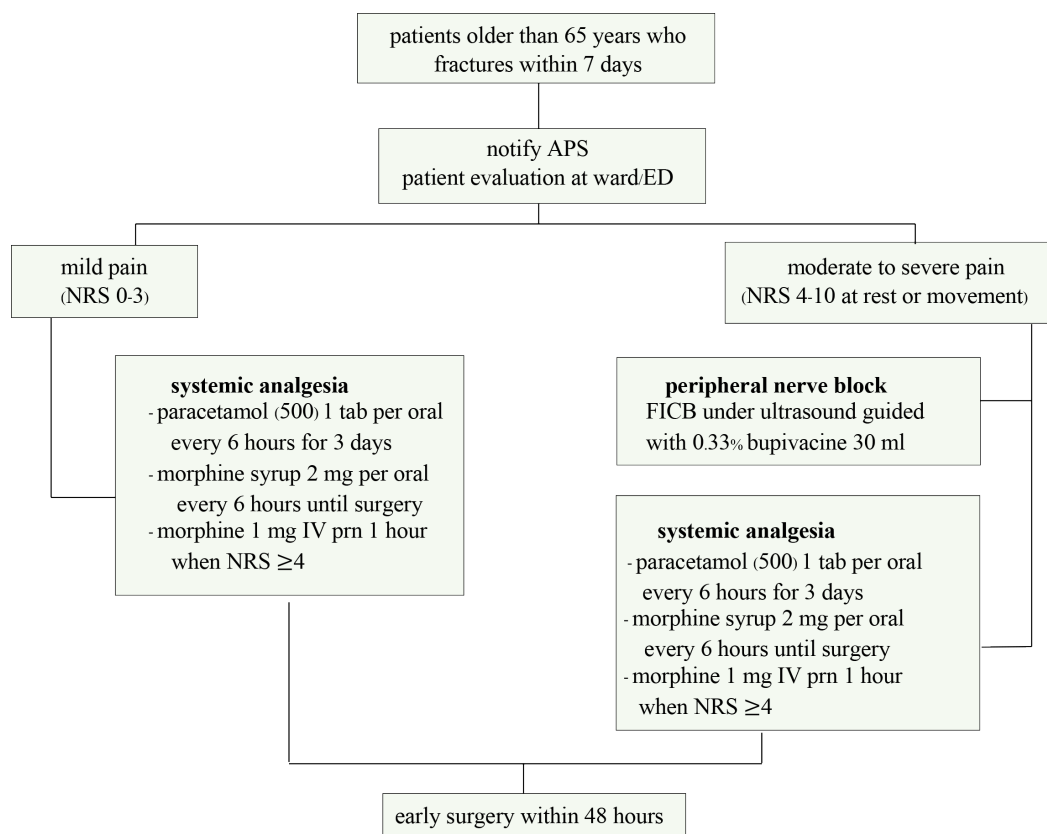 patients older than 65 years who
fractures within 7 days
notify APS
patient evaluation at ward/ED
mild pain
(NRS 0-3)
moderate to severe pain
(NRS 4-10 at rest or movement)
systemic analgesia
- paracetamol (500) 1 tab per oral
every 6 hours for 3 days
- morphine syrup 2 mg per oral
every 6 hours until surgery
- morphine 1 mg IV prn 1 hour
when NRS ≥4
peripheral nerve block
FICB under ultrasound guided
with 0.33% bupivacine 30 ml
systemic analgesia
- paracetamol (500) 1 tab per oral
every 6 hours for 3 days
- morphine syrup 2 mg per oral
every 6 hours until surgery
- morphine 1 mg IV prn 1 hour
when NRS ≥4
early surgery within 48 hours